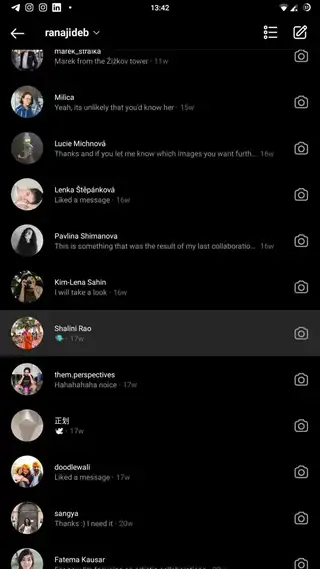 13:42
ranajideb
marek_straika
Marek from the Žižkov tower · 11w
Milica
Yeah, its unlikely that you'd know her · 15w
Lucie Michnová
Thanks and if you let me know which images you want furth... · 16w
Lenka Štěpánková
Liked a message · 16w
Pavlina Shimanova
This is something that was the result of my last collaboratio... · 16w
Kim-Lena Sahin
I will take a look · 16w
Shalini Rao
· 17w
them.perspectives
Hahahahaha noice · 17w
正划
🕊 · 17w
doodlewali
Liked a message · 17w
sangya
Thanks :) I need it · 20w
Fatema Kausar